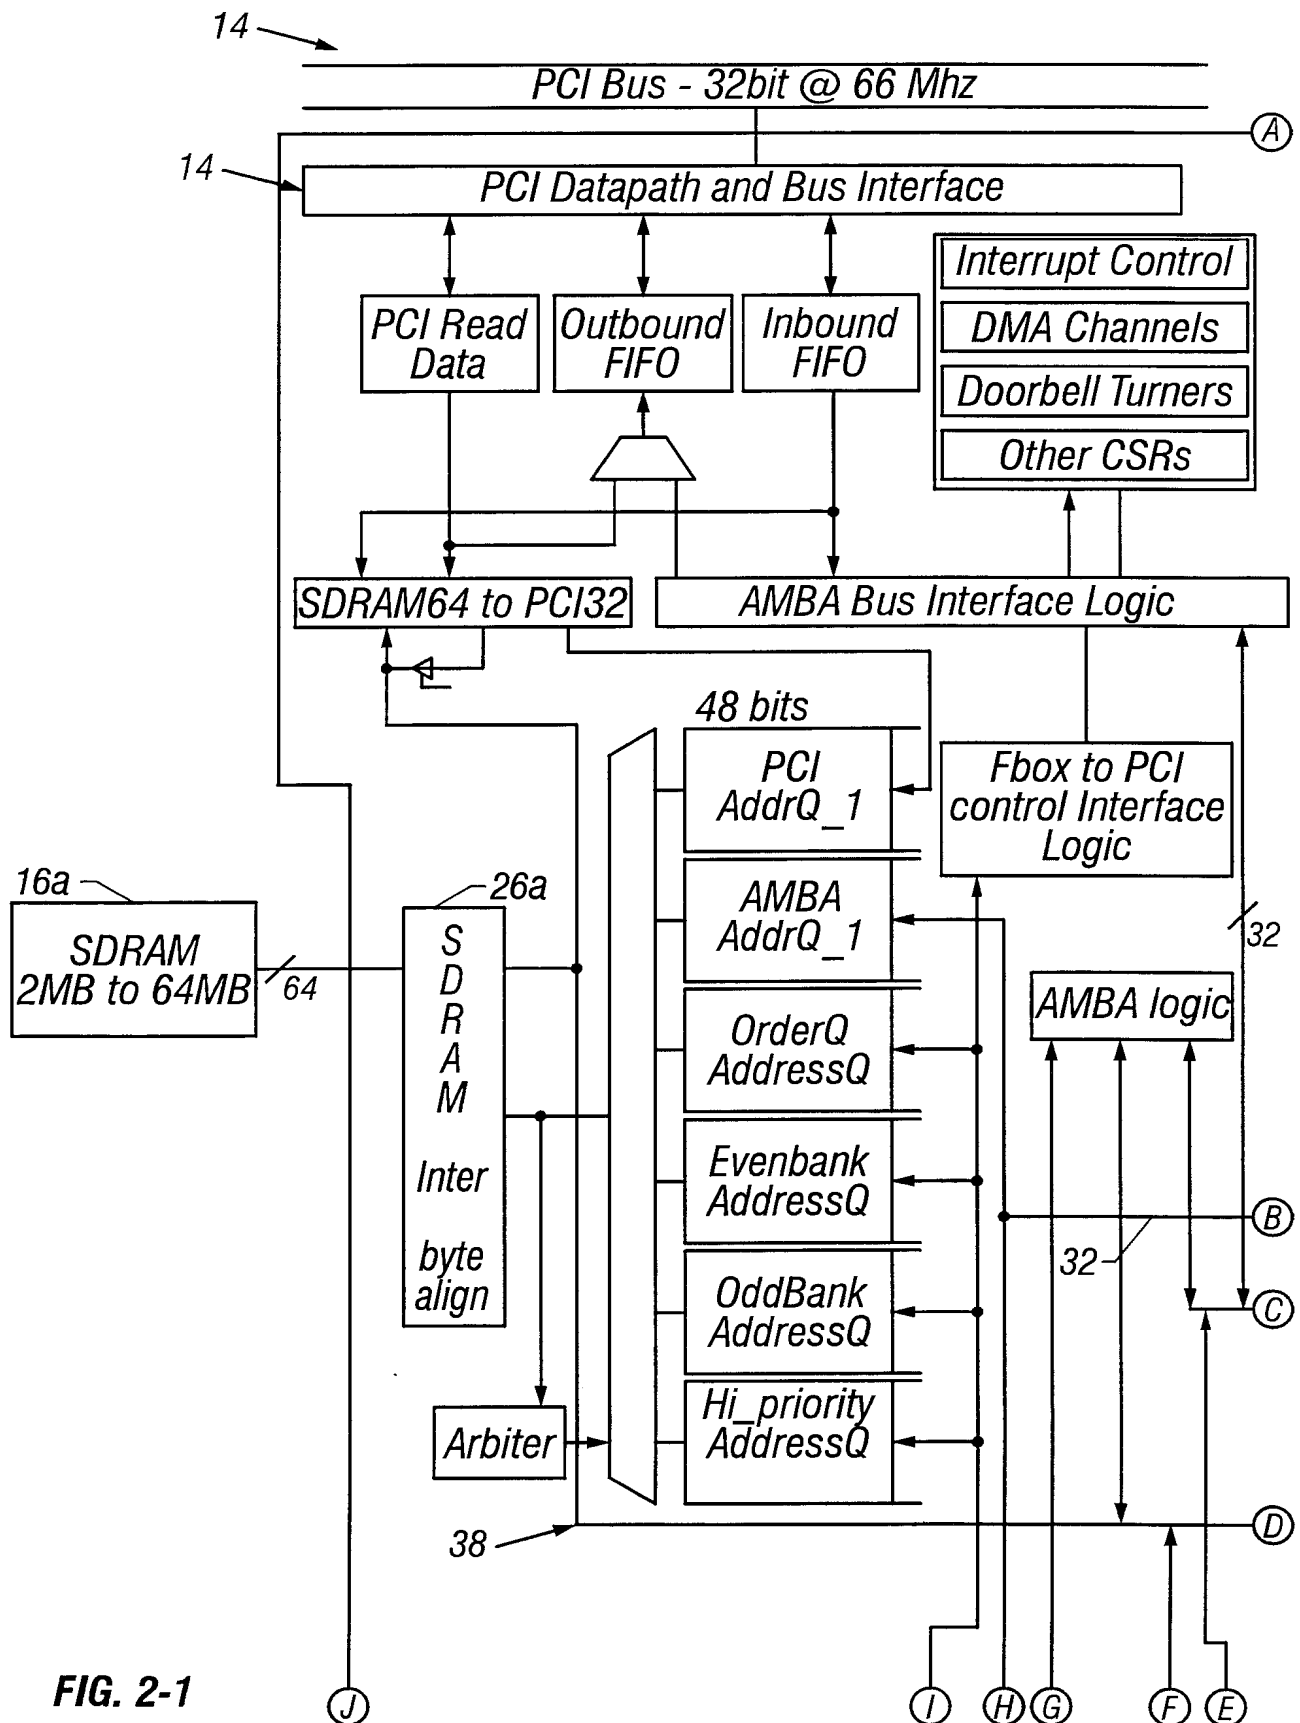 14
PCI Bus - 32bit @ 66 Mhz
A
14
PCI Datapath and Bus Interface
PCI Read
Data
Outbound
FIFO
Inbound
FIFO
Interrupt Control
DMA Channels
Doorbell Turners
Other CSRs
SDRAM64 to PCI32
AMBA Bus Interface Logic
48 bits
PCI
AddrQ_1
Fbox to PCI
control Interface
Logic
16a
SDRAM
2MB to 64MB
64
26a
S
D
R
A
M
Inter
byte
align
AMBA
AddrQ_1
32
AMBA logic
OrderQ
AddressQ
Evenbank
AddressQ
B
32
OddBank
AddressQ
C
Hi_priority
AddressQ
Arbiter
38
D
FIG. 2-1
J
I
H
G
F
E